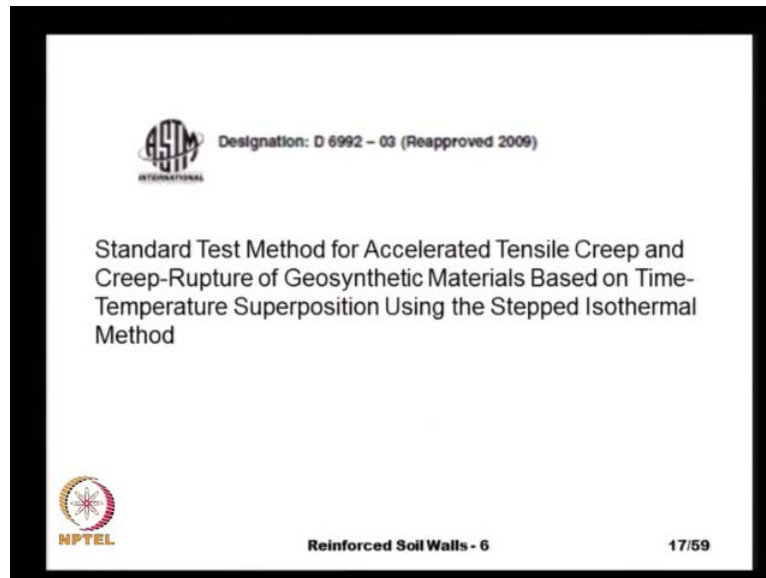 ASTM
INTERNATIONAL
Designation: D 6992 – 03 (Reapproved 2009)
Standard Test Method for Accelerated Tensile Creep and
Creep-Rupture of Geosynthetic Materials Based on Time-
Temperature Superposition Using the Stepped Isothermal
Method
NPTEL
Reinforced Soil Walls - 6
17/59